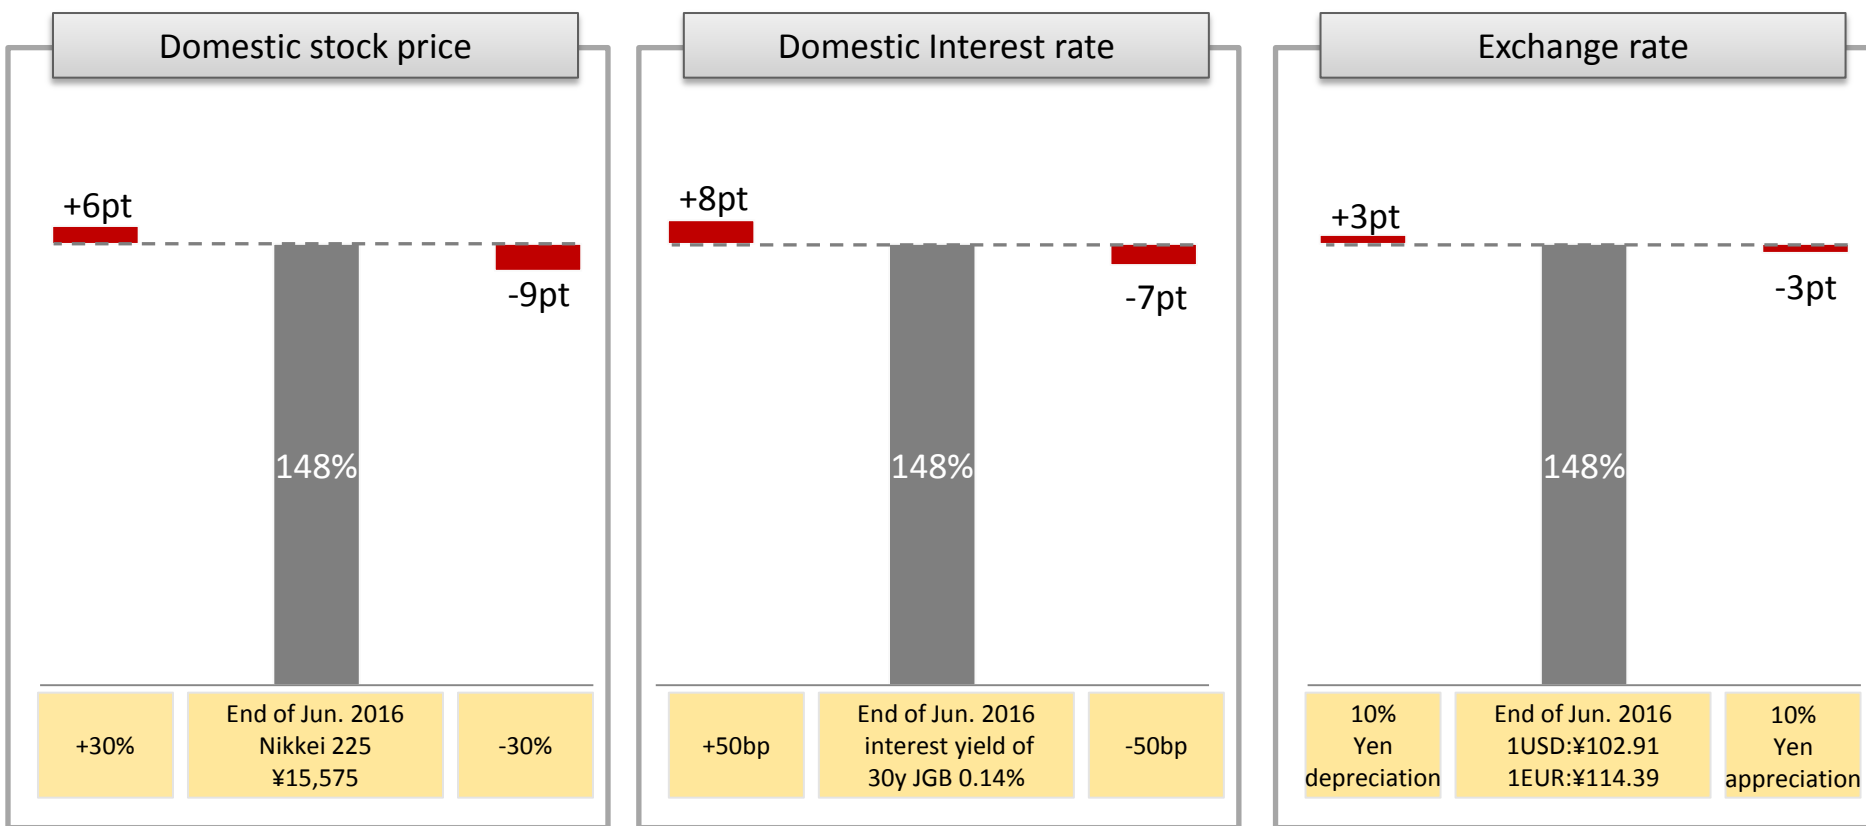 Domestic stock price
+6pt
-9pt
148%
+30%
End of Jun. 2016
Nikkei 225
¥15,575
-30%
Domestic Interest rate
+8pt
-7pt
148%
+50bp
End of Jun. 2016
interest yield of
30y JGB 0.14%
-50bp
Exchange rate
+3pt
-3pt
148%
10%
Yen
depreciation
End of Jun. 2016
1USD:¥102.91
1EUR:¥114.39
10%
Yen
appreciation